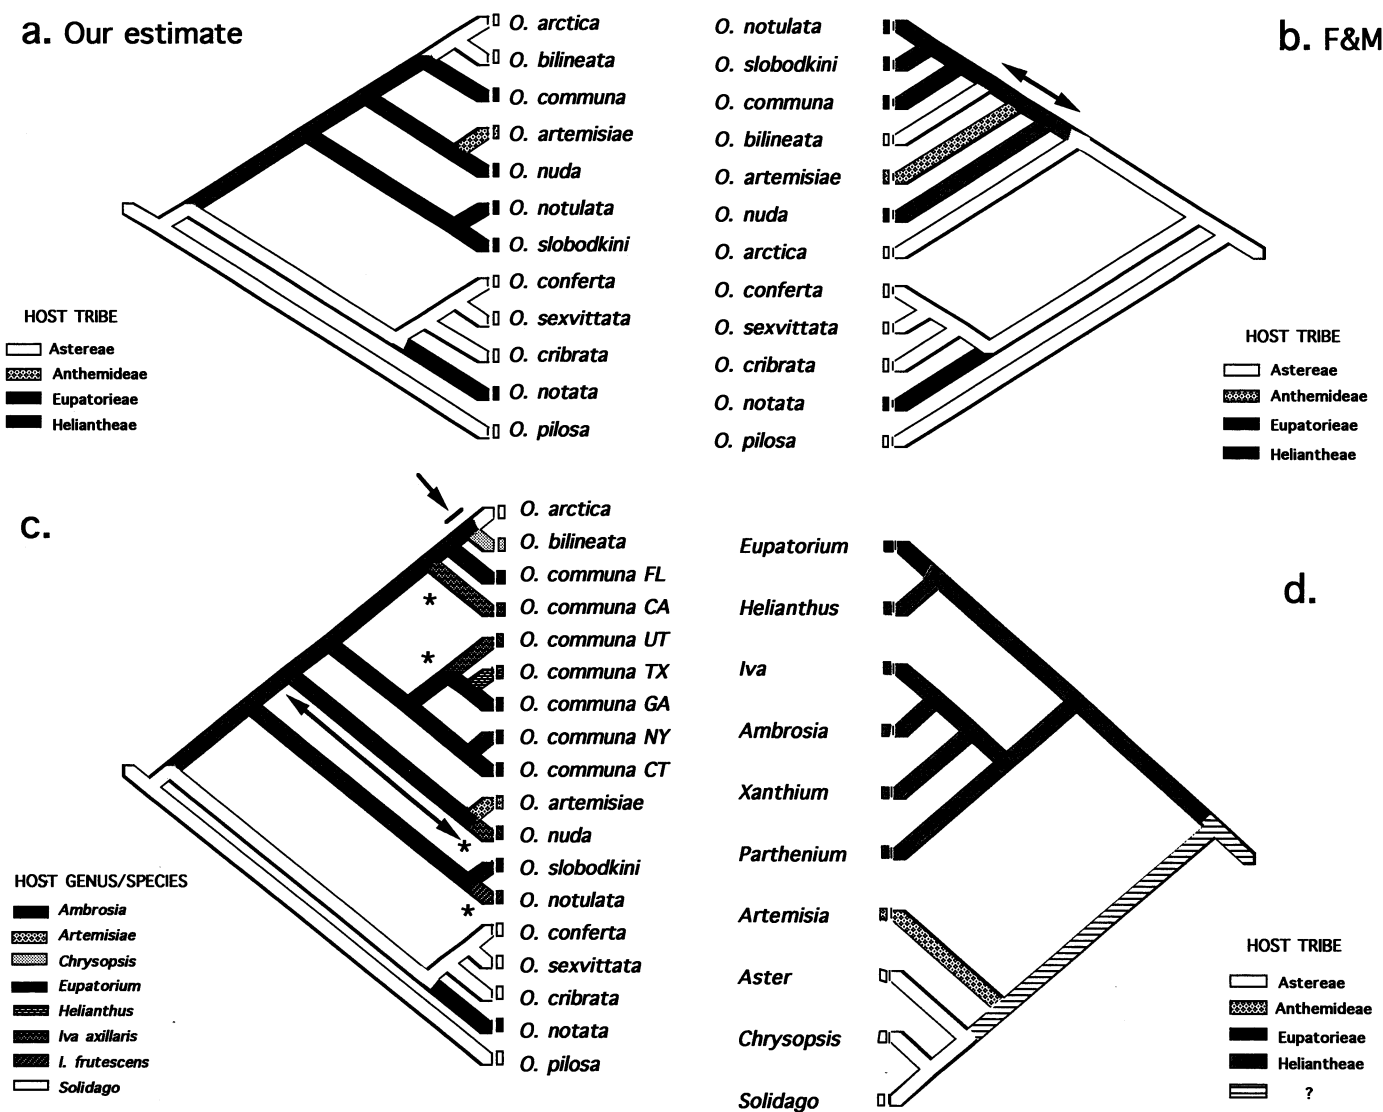 a. Our estimate
O. arctica
O. bilineata
O. communa
O. artemisiae
O. nuda
O. notulata
O. slobodkini
O. conferta
O. sexvittata
O. cribrata
O. notata
O. pilosa
HOST TRIBE
Astereae
Anthemideae
Eupatorieae
Heliantheae
b. F&M
O. notulata
O. slobodkini
O. communa
O. bilineata
O. artemisiae
O. nuda
O. arctica
O. conferta
O. sexvittata
O. cribrata
O. notata
O. pilosa
HOST TRIBE
Astereae
Anthemideae
Eupatorieae
Heliantheae
c.
O. arctica
O. bilineata
O. communa FL
O. communa CA
O. communa UT
O. communa TX
O. communa GA
O. communa NY
O. communa CT
O. artemisiae
O. nuda
O. slobodkini
O. notulata
O. conferta
O. sexvittata
O. cribrata
O. notata
O. pilosa
*
*
*
*
HOST GENUS/SPECIES
Ambrosia
Artemisiae
Chrysopsis
Eupatorium
Helianthus
Iva axillaris
I. frutescens
Solidago
d.
Eupatorium
Helianthus
Iva
Ambrosia
Xanthium
Parthenium
Artemisia
Aster
Chrysopsis
Solidago
HOST TRIBE
Astereae
Anthemideae
Eupatorieae
Heliantheae
?